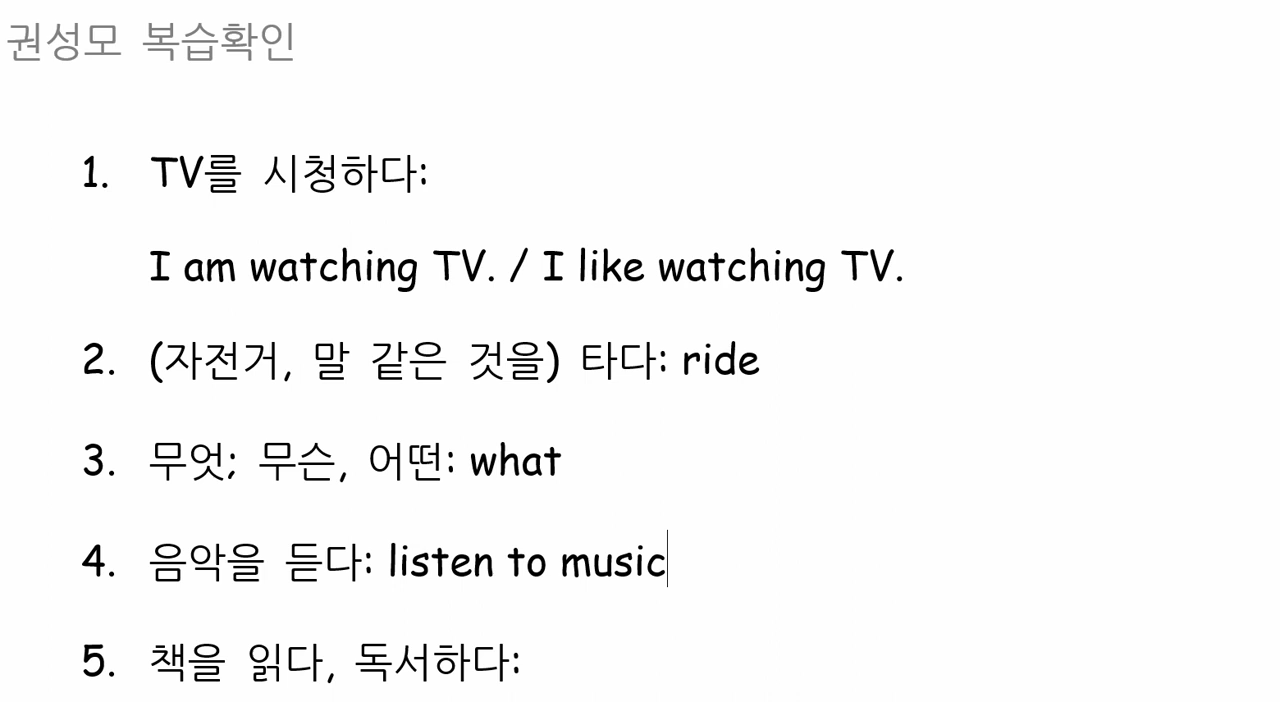 권성모 복습확인
1. TV를 시청하다:
I am watching TV. / I like watching TV.
2. (자전거, 말 같은 것을) 타다: ride
3. 무엇; 무슨, 어떤: what
4. 음악을 듣다: listen to music
5. 책을 읽다, 독서하다: